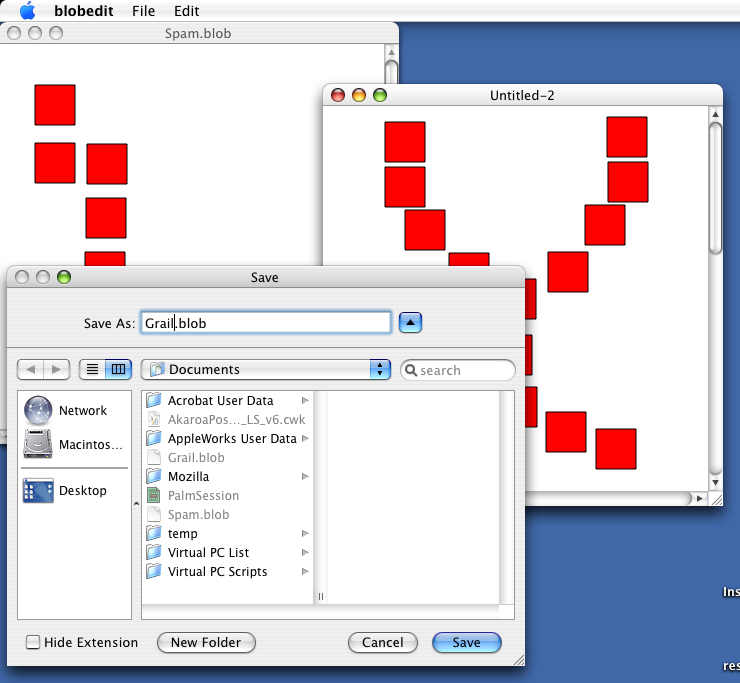 blobedit File Edit
Spam.blob
Untitled-2
Save
Save As: Grail.blob
Documents
search
Network
Macintos...
Desktop
Acrobat User Data
AkaroaPos..._LS_v6.cwk
AppleWorks User Data
Grail.blob
Mozilla
PalmSession
Spam.blob
temp
Virtual PC List
Virtual PC Scripts
Hide Extension
New Folder
Cancel
Save
Ins
res